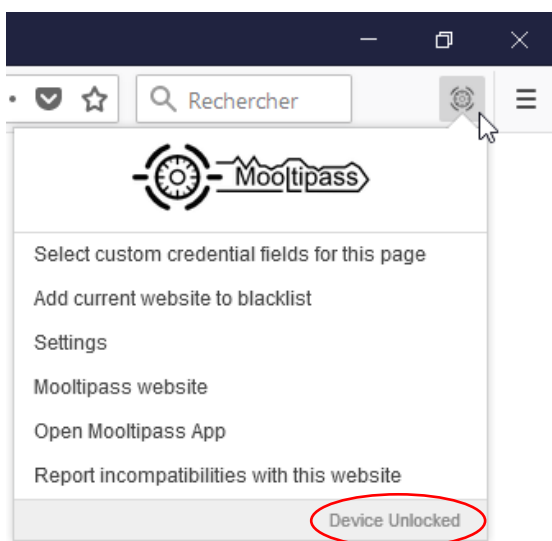 Rechercher
Mooltipass
Select custom credential fields for this page
Add current website to blacklist
Settings
Mooltipass website
Open Mooltipass App
Report incompatibilities with this website
Device Unlocked